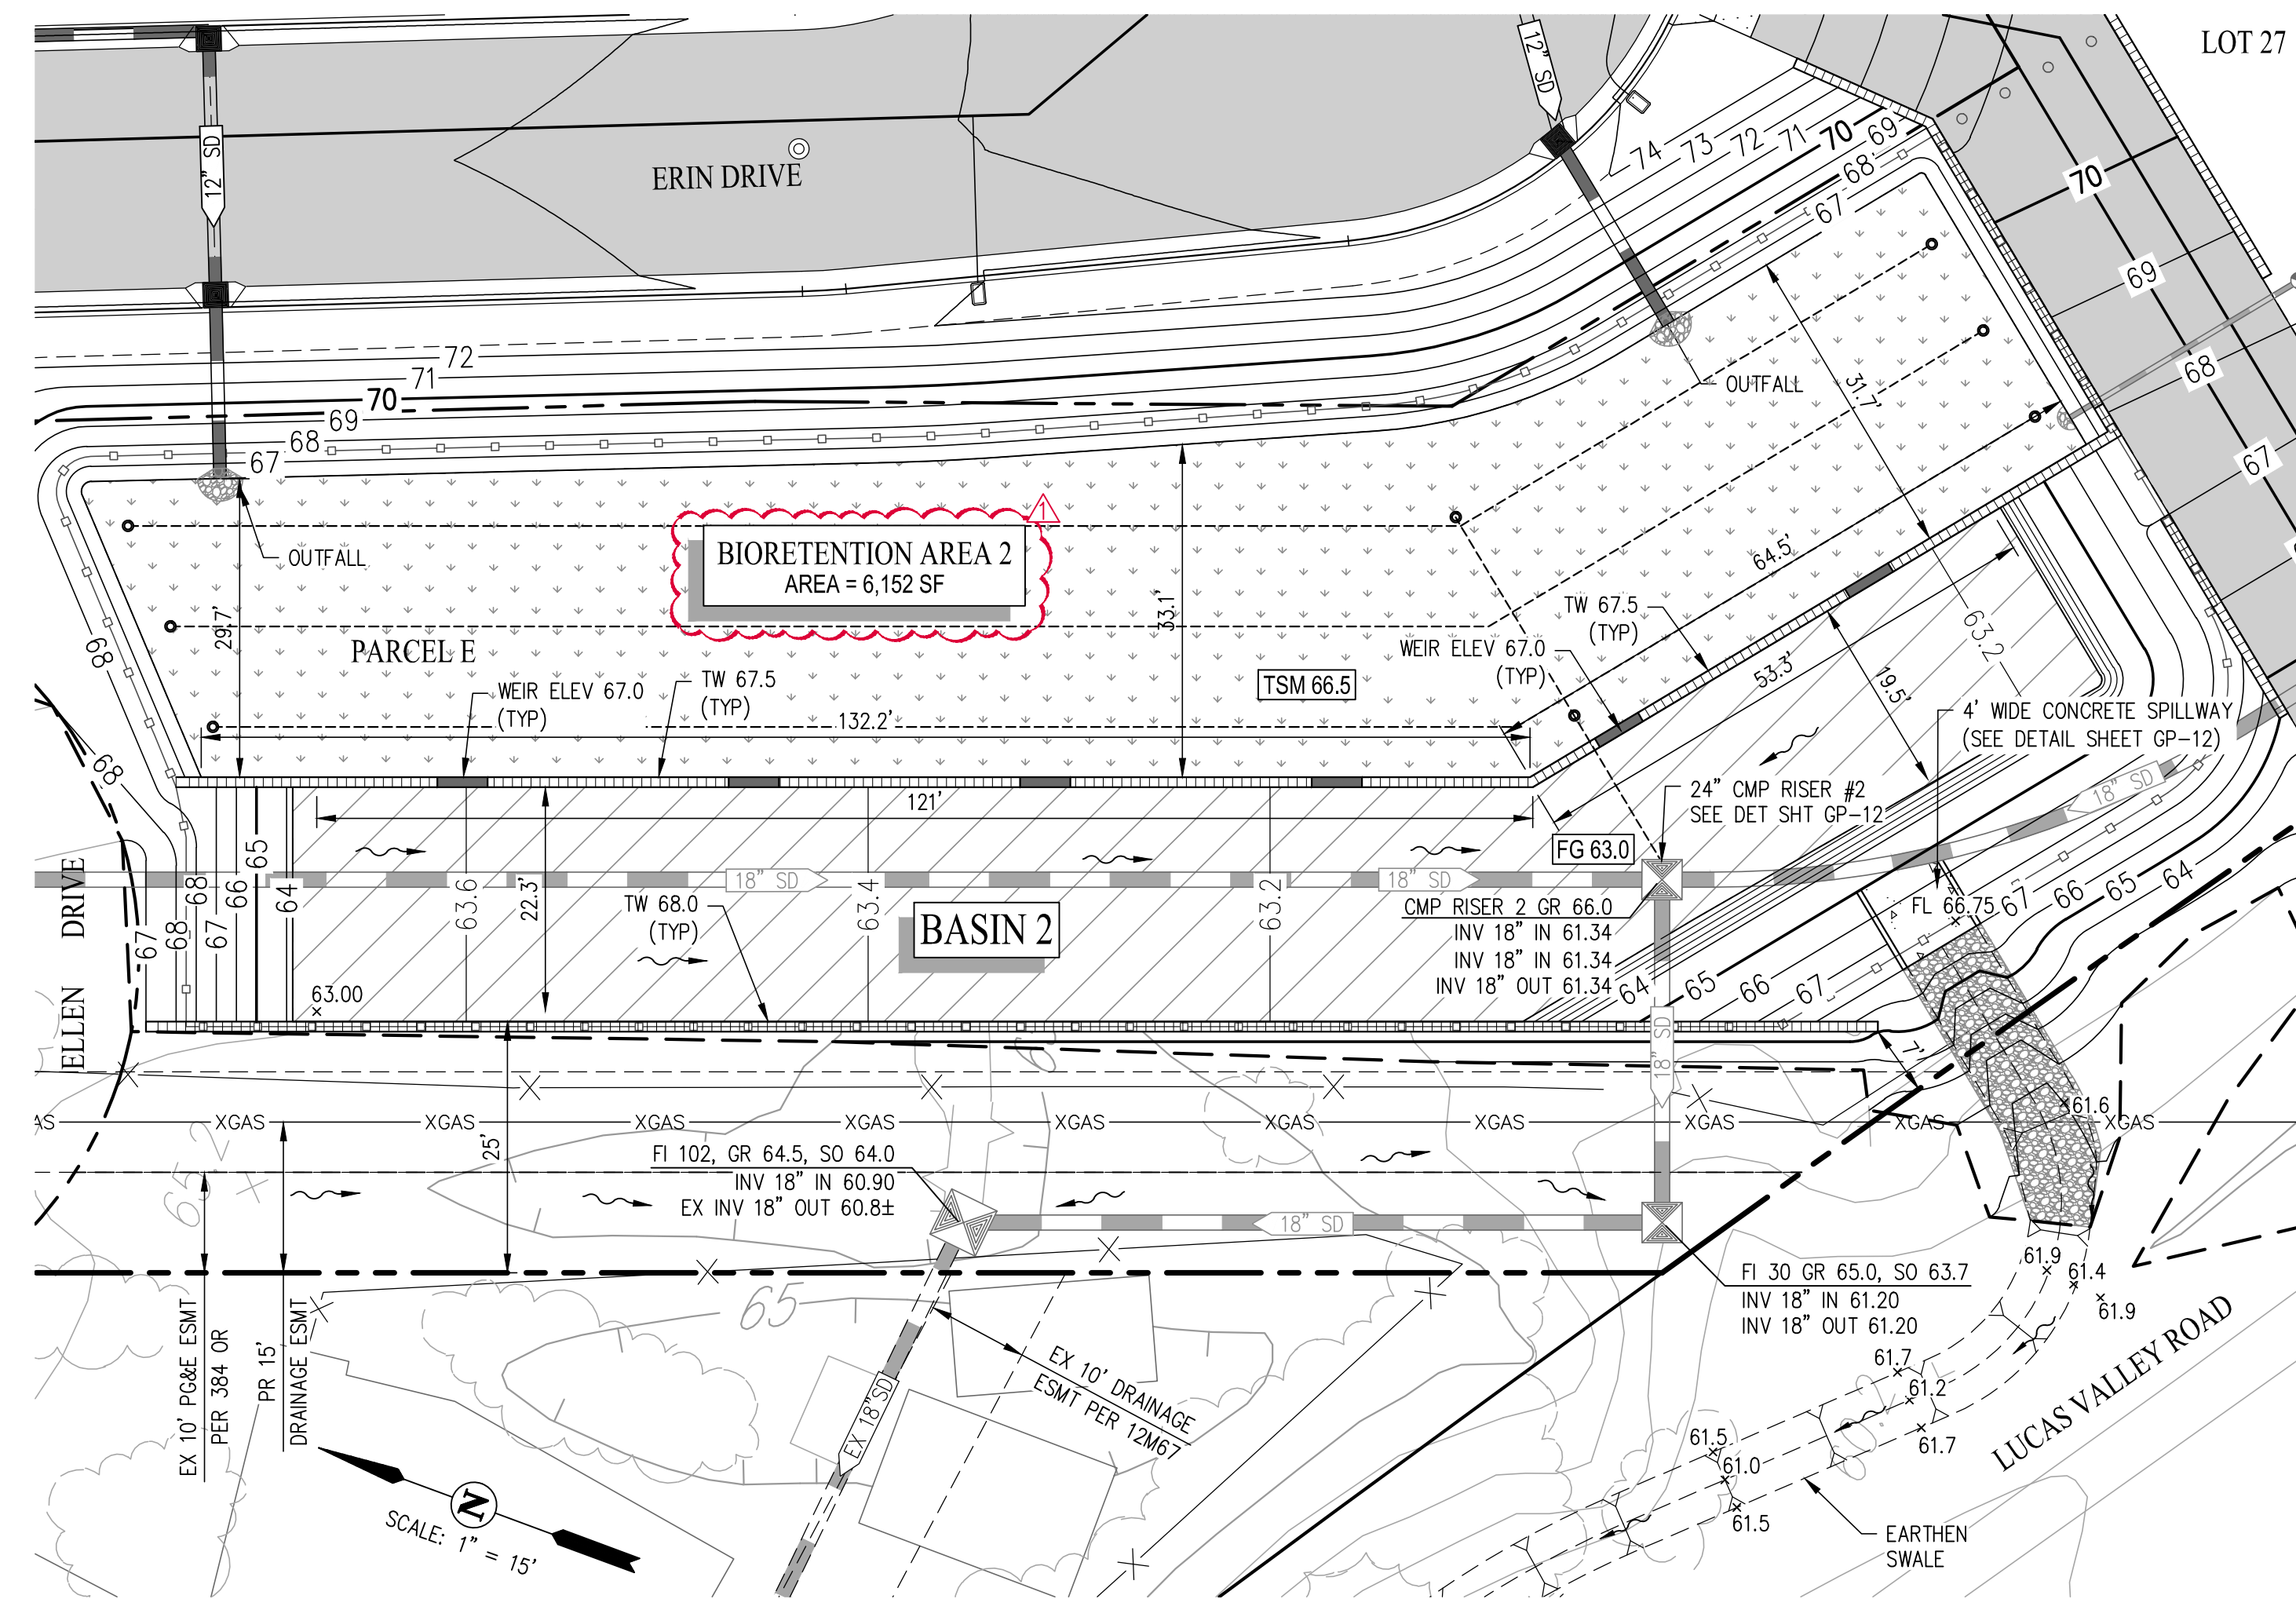 LOT 27
12" SD
12" SD
ERIN DRIVE
74
73
72
71
70
69
68
67
70
69
68
67
72
71
70
69
68
67
OUTFALL
OUTFALL
31.7'
1
BIORETENTION AREA 2
AREA = 6,152 SF
29.7'
33.1'
64.5'
PARCEL E
TSM 66.5
WEIR ELEV 67.0
(TYP)
TW 67.5
(TYP)
132.2'
WEIR ELEV 67.0
(TYP)
TW 67.5
(TYP)
53.3'
19.5'
63.2
4' WIDE CONCRETE SPILLWAY
(SEE DETAIL SHEET GP-12)
24" CMP RISER #2
SEE DET SHT GP-12
18" SD
121'
FG 63.0
68
68
67
68
68
67
66
65
64
63.6
22.3'
63.4
63.2
18" SD
18" SD
TW 68.0
(TYP)
BASIN 2
CMP RISER 2 GR 66.0
INV 18" IN 61.34
INV 18" IN 61.34
INV 18" OUT 61.34
64
65
66
67
FL 66.75
67
66
65
64
63.00
×
ELLEN DRIVE
18" SD
7'
25'
XGAS XGAS XGAS XGAS XGAS XGAS XGAS XGAS XGAS XGAS
61.6
65.2
FI 102, GR 64.5, SO 64.0
INV 18" IN 60.90
EX INV 18" OUT 60.8±
18" SD
FI 30 GR 65.0, SO 63.7
INV 18" IN 61.20
INV 18" OUT 61.20
61.9
61.4
61.9
65
EX 10' PG&E ESMT
PER 384 OR
PR 15'
DRAINAGE ESMT
EX 18"SD
EX 10' DRAINAGE
ESMT PER 12M67
61.7
61.2
61.7
61.5
61.0
61.5
LUCAS VALLEY ROAD
EARTHEN
SWALE
N
SCALE: 1" = 15'